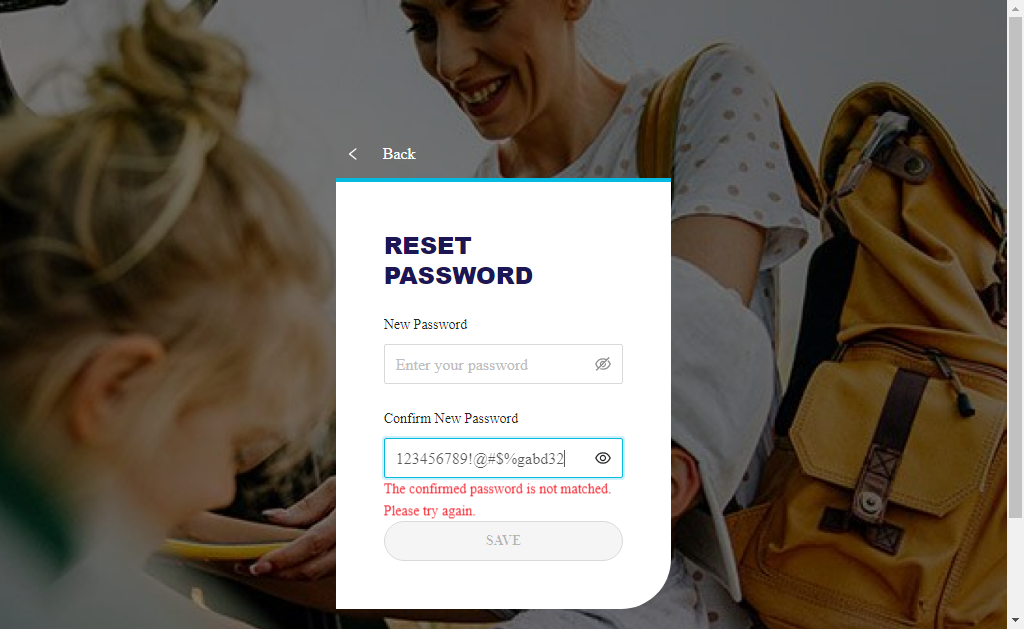 Back
RESET
PASSWORD
New Password
Enter your password
Confirm New Password
123456789!@#$%gabd32
The confirmed password is not matched.
Please try again.
SAVE